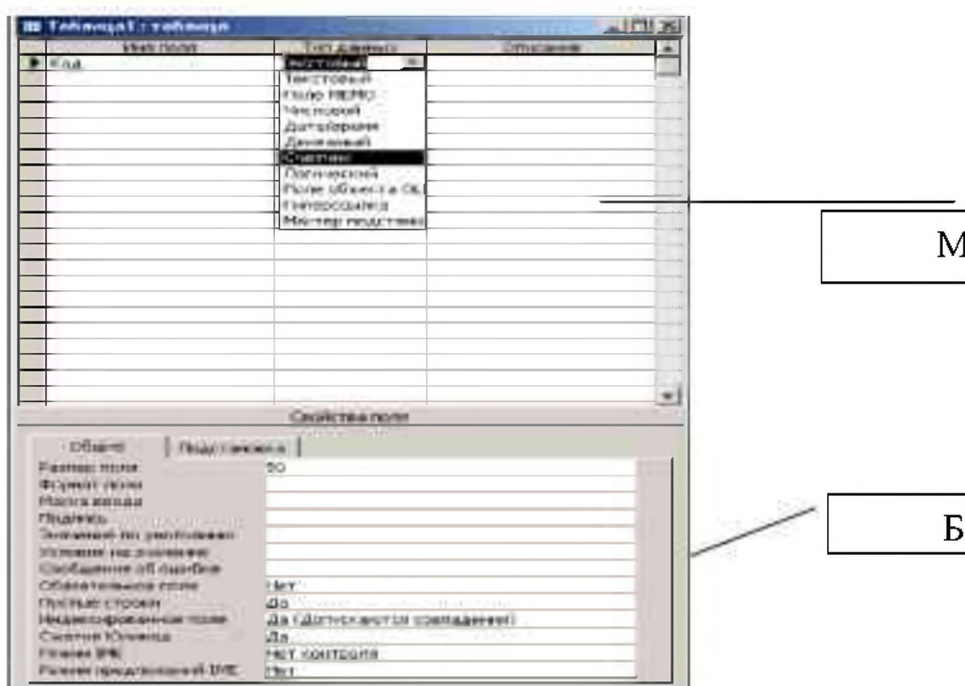 Таблица1 : таблица
Имя поля Тип данных Описание
Код Текстовый
Текстовый
Поле МЕМО
Числовой
Дата/время
Денежный
Счетчик
Логический
Поле объекта OLE
Гиперссылка
Мастер подстанов
М
Свойства поля
Общие Подстановка
Размер поля 50
Формат поля
Маска ввода
Подпись
Значение по умолчанию
Условие на значение
Сообщение об ошибке
Обязательное поле Нет
Пустые строки Да
Индексированное поле Да (Допускаются совпадения)
Сжатие Юникод Да
Режим IME Нет контроля
Режим предложений IME Нет
Б